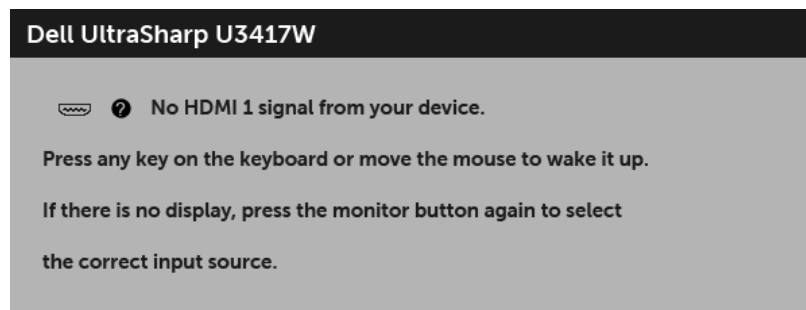 Dell UltraSharp U3417W
? No HDMI 1 signal from your device.
Press any key on the keyboard or move the mouse to wake it up.
If there is no display, press the monitor button again to select
the correct input source.